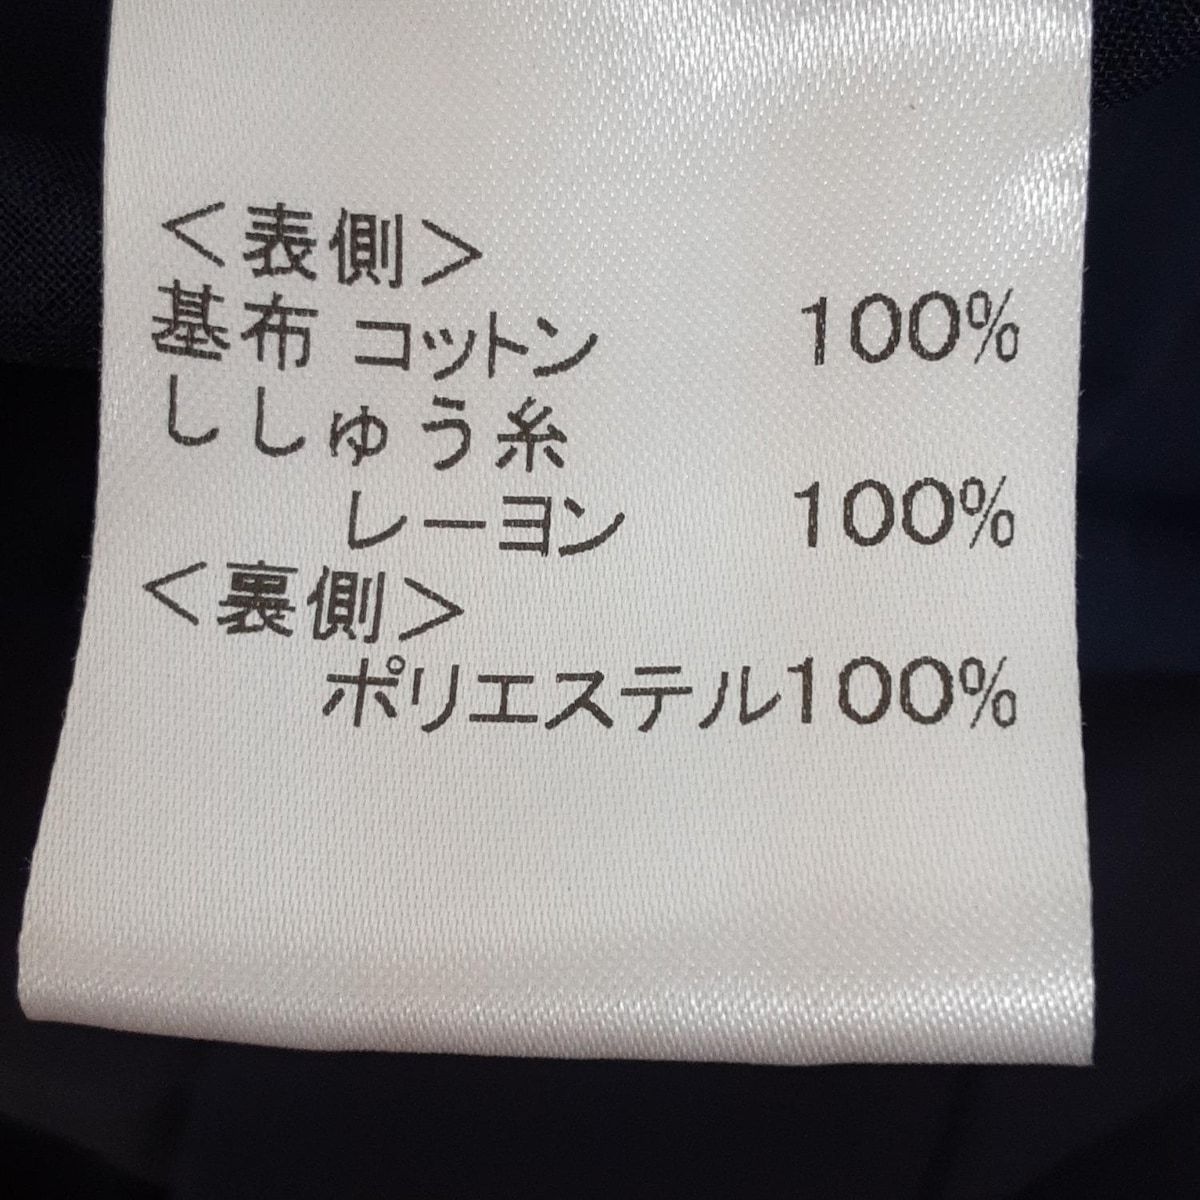 ＜表側＞
基布 コットン 100%
ししゅう糸
レーヨン 100%
＜裏側＞
ポリエステル100%